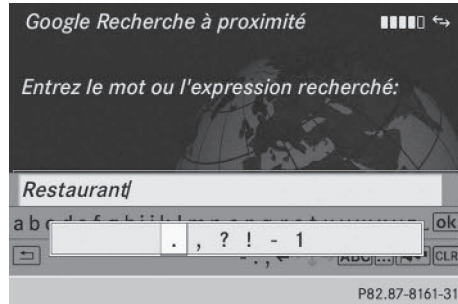 Google Recherche à proximité
Entrez le mot ou l'expression recherché:
Restaurant
a b ok
. , ? ! - 1
ABC ... CLR
P82.87-8161-31